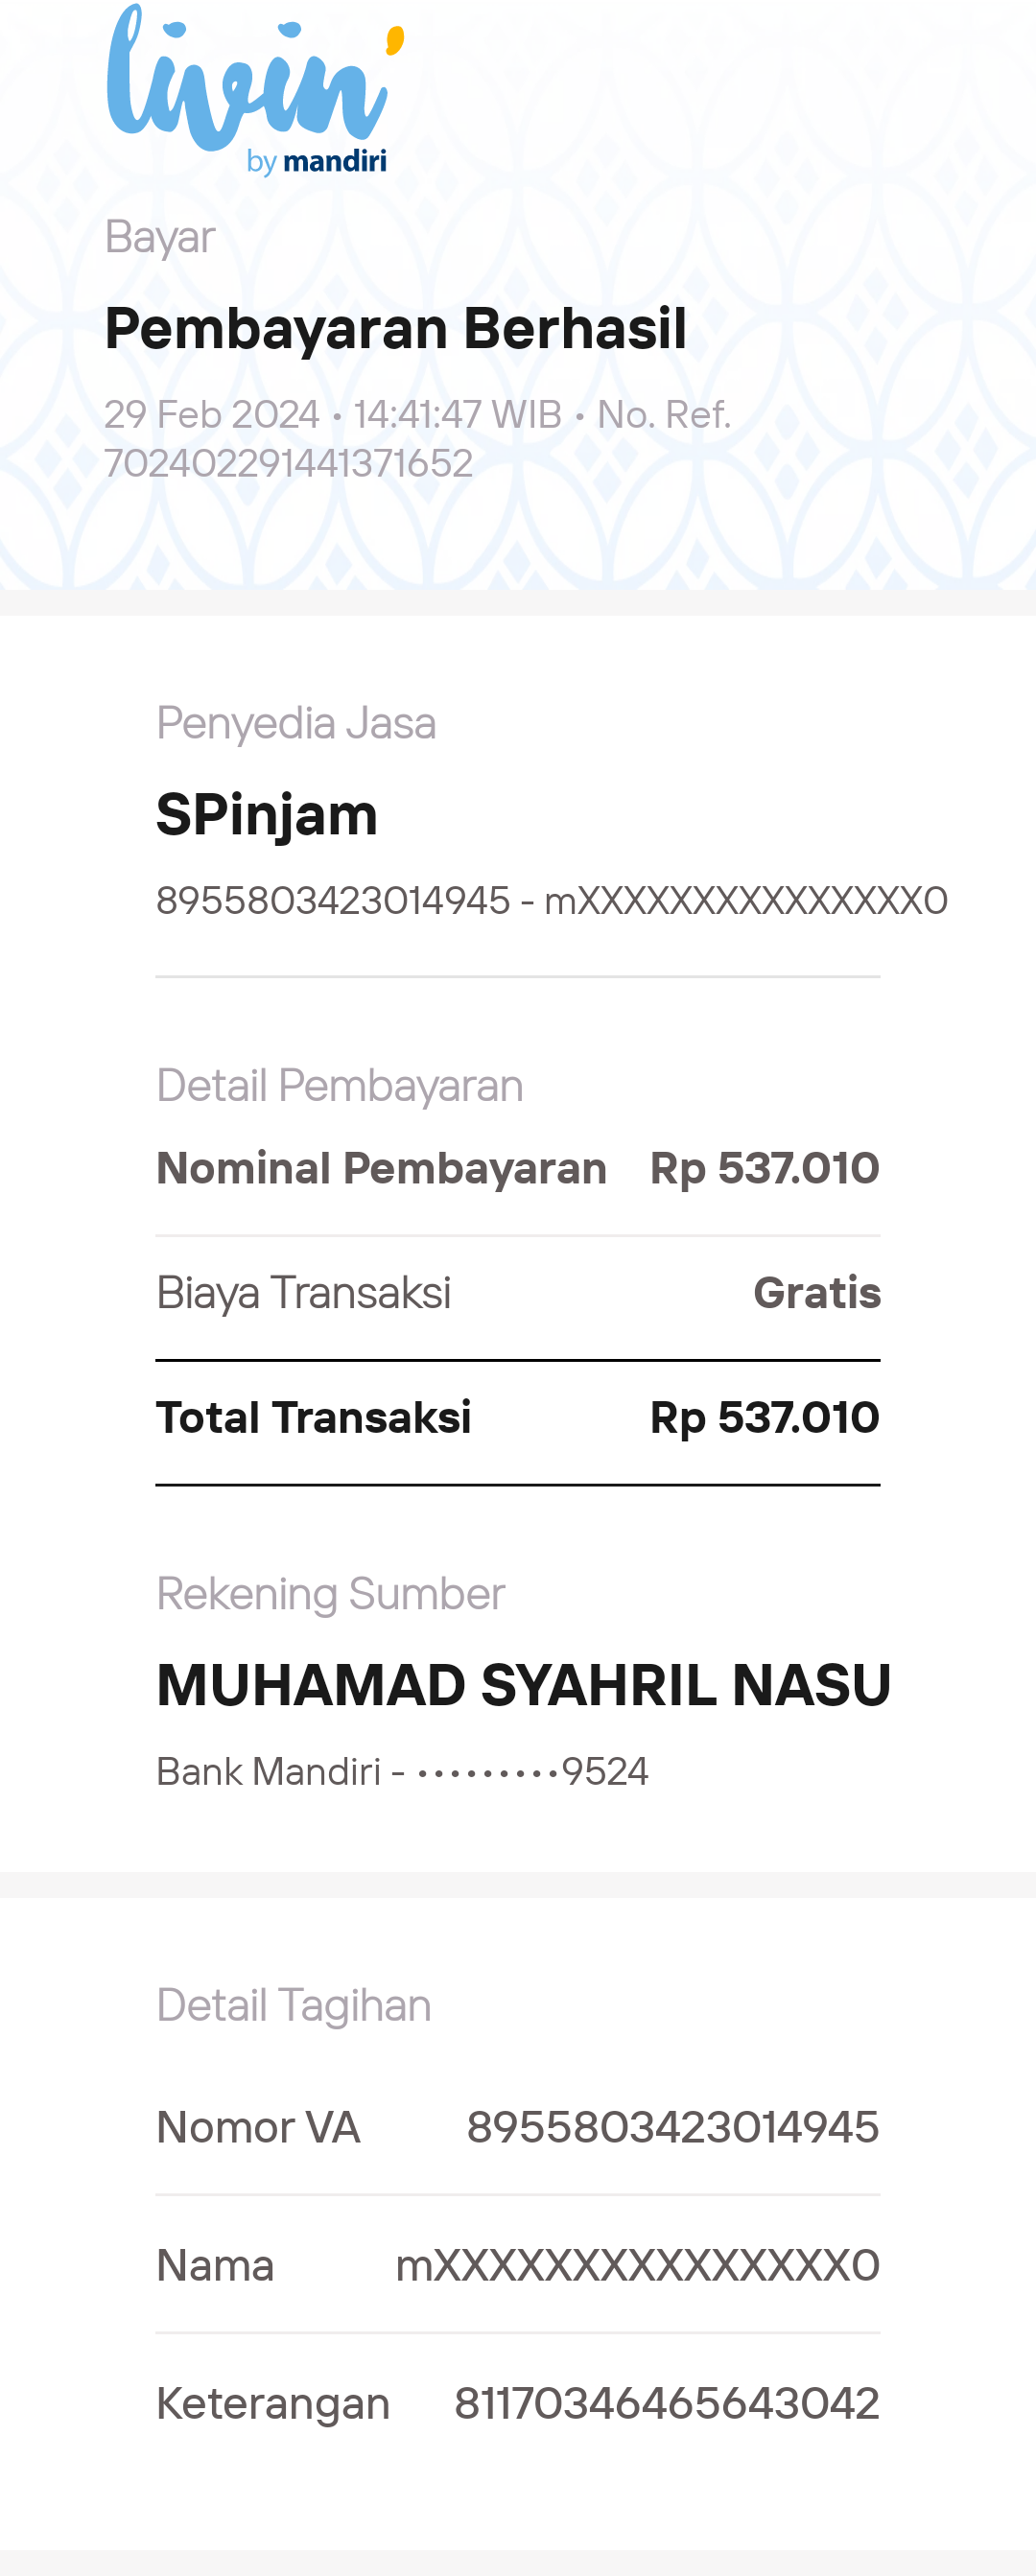 livin'
by mandiri
Bayar
Pembayaran Berhasil
29 Feb 2024 • 14:41:47 WIB • No. Ref.
702402291441371652
Penyedia Jasa
SPinjam
8955803423014945 - mXXXXXXXXXXXXXXX0
Detail Pembayaran
Nominal Pembayaran Rp 537.010
Biaya Transaksi Gratis
Total Transaksi Rp 537.010
Rekening Sumber
MUHAMAD SYAHRIL NASU
Bank Mandiri - •••••••••9524
Detail Tagihan
Nomor VA 8955803423014945
Nama mXXXXXXXXXXXXXXX0
Keterangan 81170346465643042